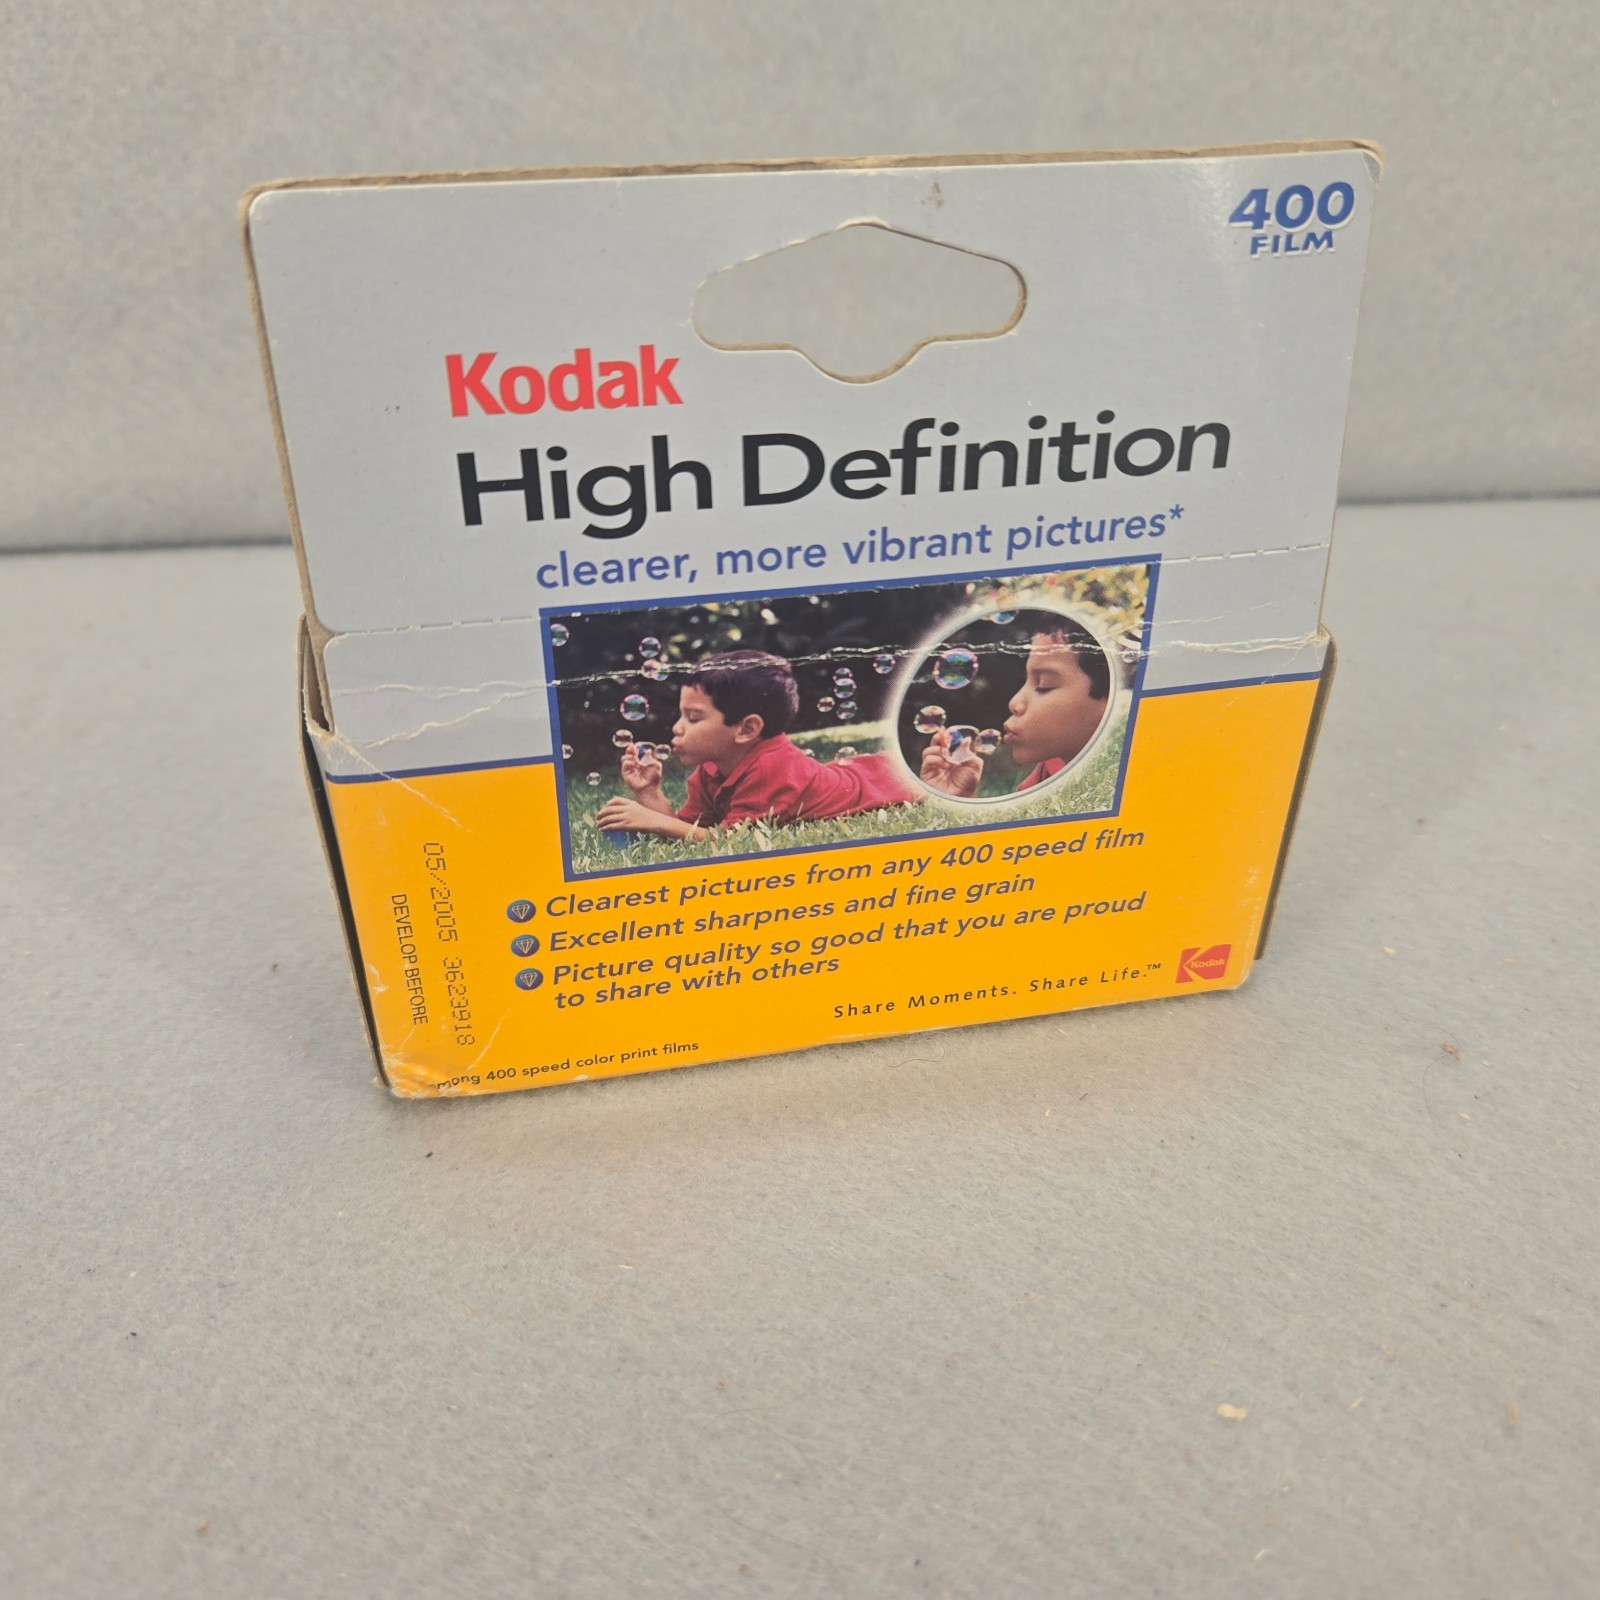 400
FILM
Kodak
High Definition
clearer, more vibrant pictures*
Clearest pictures from any 400 speed film
Excellent sharpness and fine grain
Picture quality so good that you are proud
to share with others
Share Moments. Share Life.™
Kodak
05/2005 3623918
DEVELOP BEFORE
among 400 speed color print films